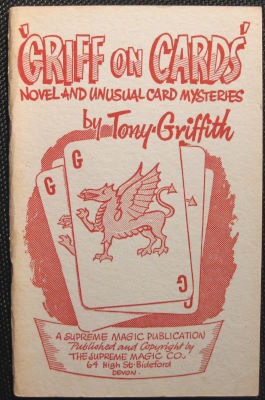 'GRIFF ON CARDS'
NOVEL AND UNUSUAL CARD MYSTERIES
by Tony Griffith
G
G
G
A SUPREME MAGIC PUBLICATION
Published and Copyright by
THE SUPREME MAGIC CO.
64 High St. Bideford
DEVON.